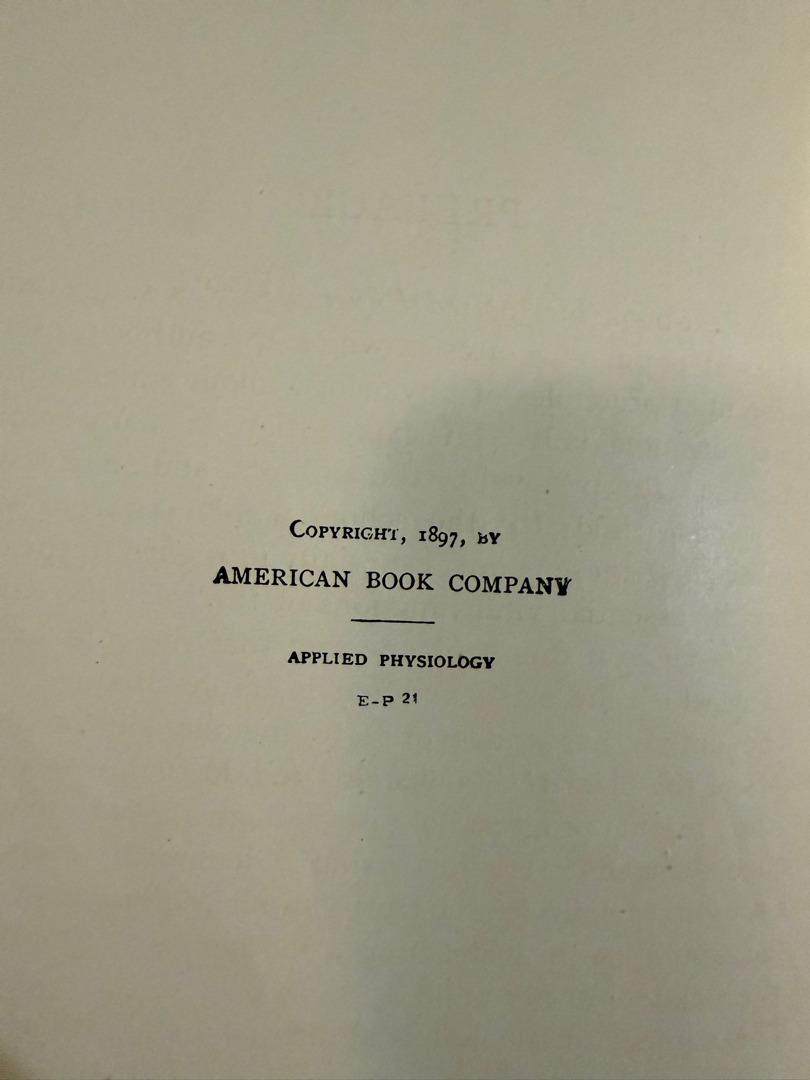 COPYRIGHT, 1897, BY
AMERICAN BOOK COMPANY
APPLIED PHYSIOLOGY
E-P 21